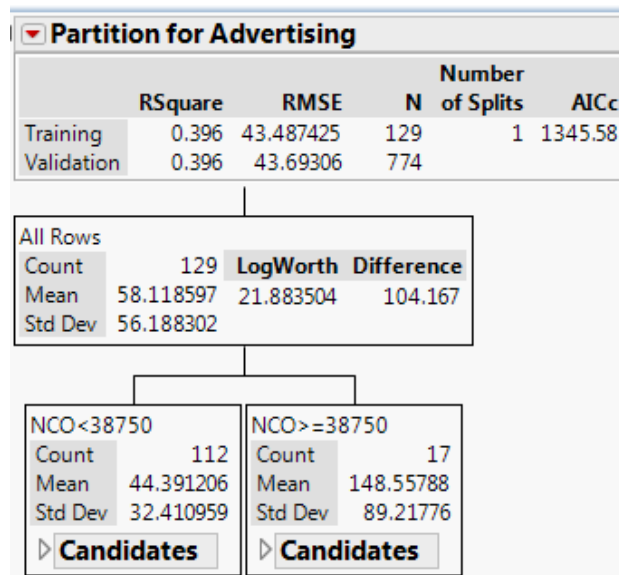 Partition for Advertising
Number
RSquare RMSE N of Splits AICc
Training 0.396 43.487425 129 1 1345.58
Validation 0.396 43.69306 774
All Rows
Count 129 LogWorth Difference
Mean 58.118597 21.883504 104.167
Std Dev 56.188302
NCO<38750 NCO>=38750
Count 112 Count 17
Mean 44.391206 Mean 148.55788
Std Dev 32.410959 Std Dev 89.21776
Candidates Candidates